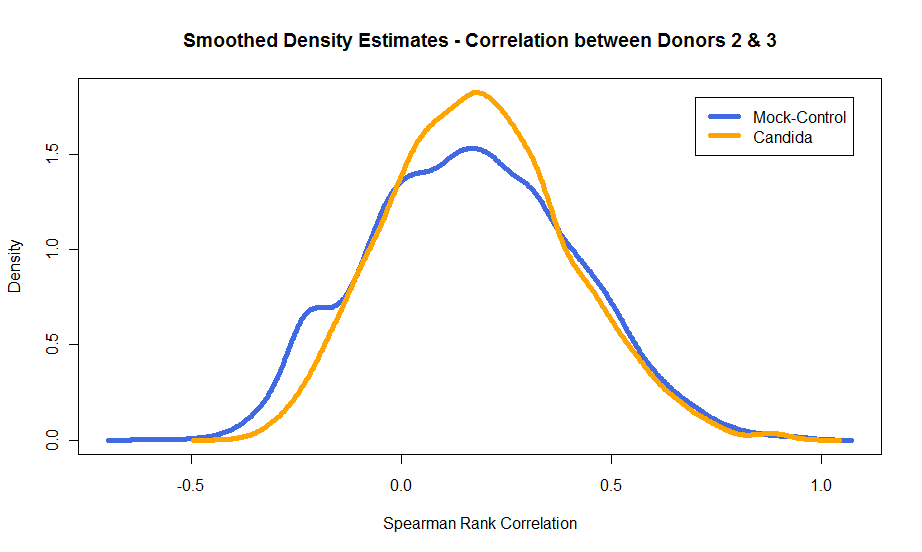 Smoothed Density Estimates - Correlation between Donors 2 & 3
Mock-Control
Candida
Density
1.5
1.0
0.5
0.0
-0.5
0.0
0.5
1.0
Spearman Rank Correlation